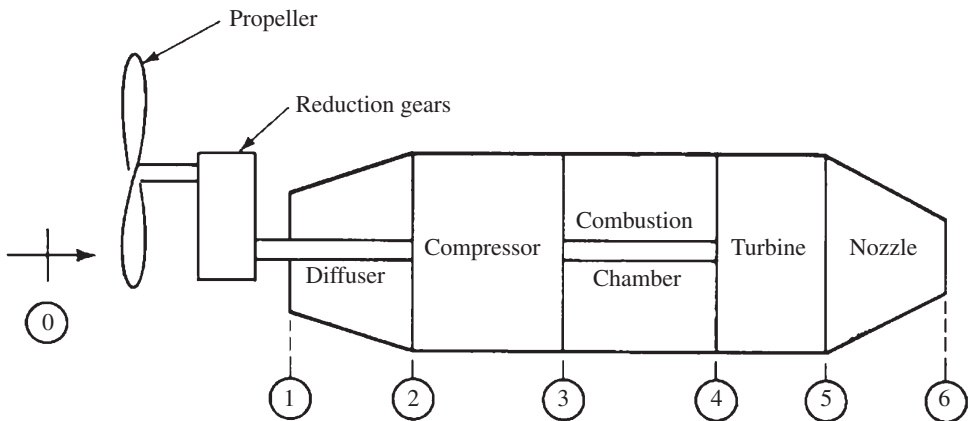 Propeller
Reduction gears
Combustion
Compressor
Turbine
Nozzle
Diffuser
Chamber
0
1
2
3
4
5
6